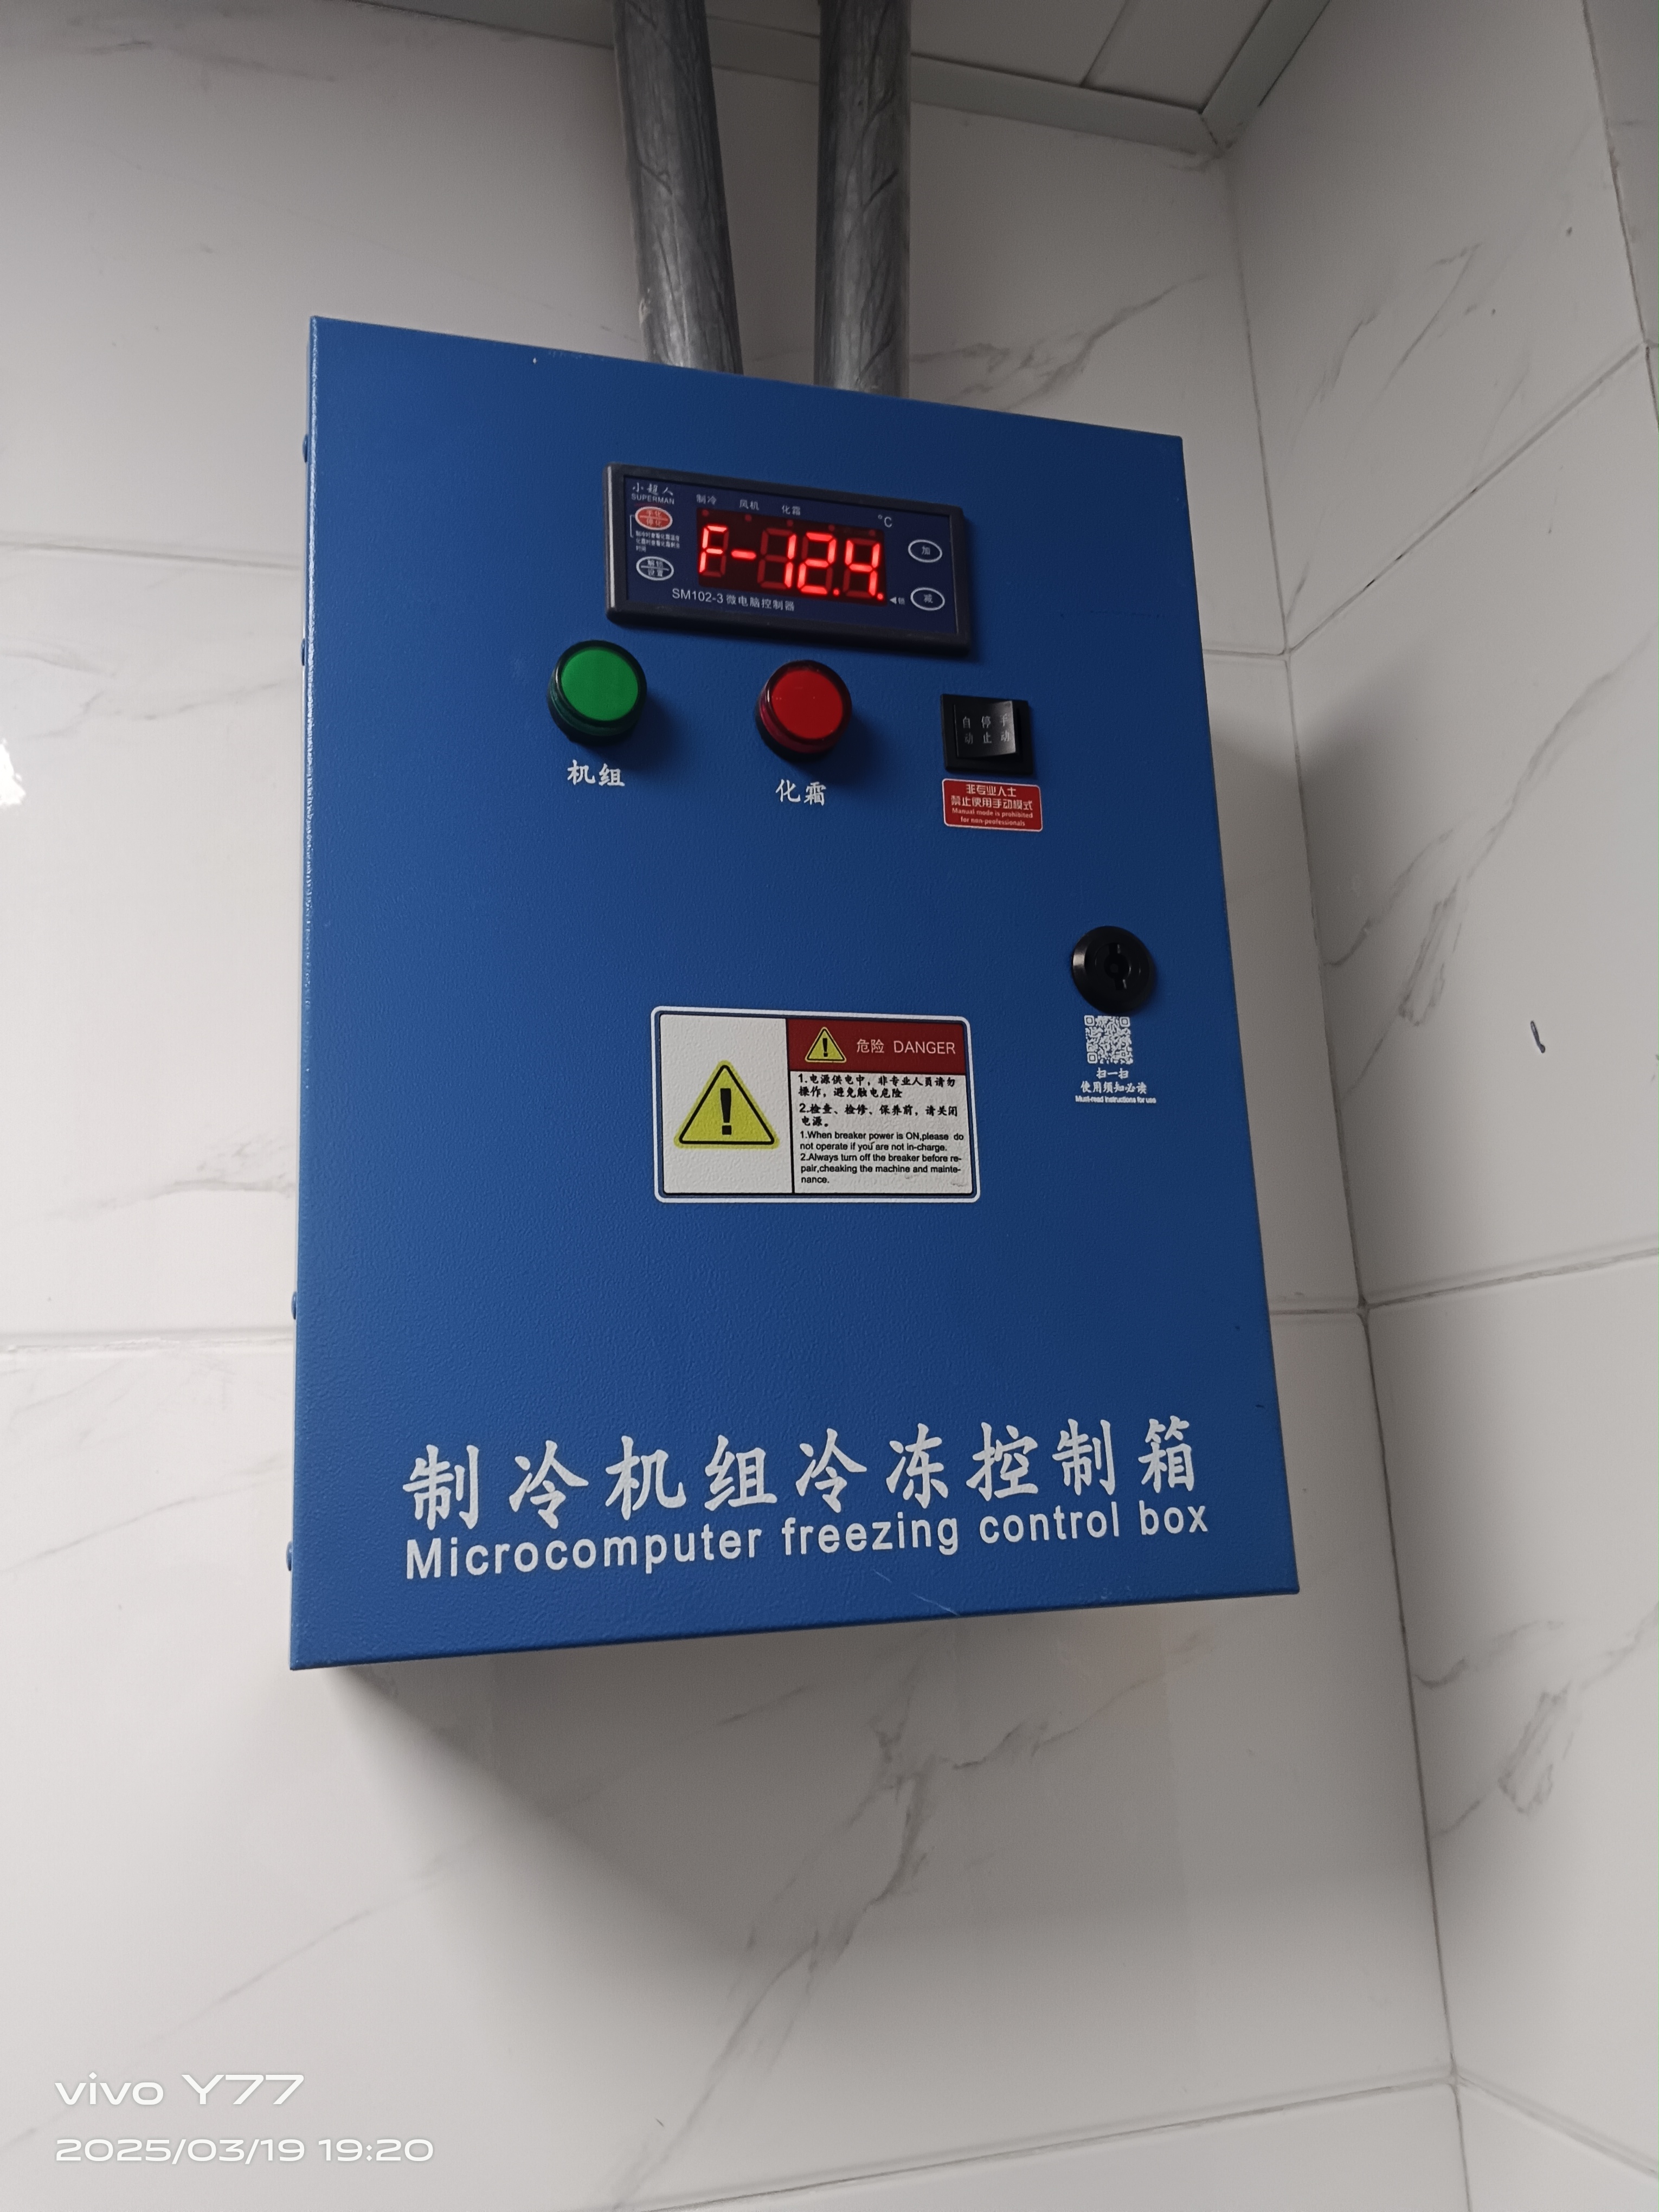 小超人
SUPERMAN
制冷 风机 化霜 °C
F-12.4.
加
解锁
设置
减
SM102-3 微电脑控制器
机组
化霜
自动 停止 手动
非专业人士
禁止使用手动模式
Manual mode is prohibited
for non-peofessionals
危险 DANGER
1.电源供电中，非专业人员请勿
操作，避免触电危险
2.检查、检修、保养前，请关闭
电源。
1.When breaker power is ON,please do
not operate if you are not in-charge.
2.Always turn off the breaker before re-
pair,cheaking the machine and mainte-
nance.
扫一扫
使用须知必读
Must-read instructions for use
制冷机组冷冻控制箱
Microcomputer freezing control box
vivo Y77
2025/03/19 19:20